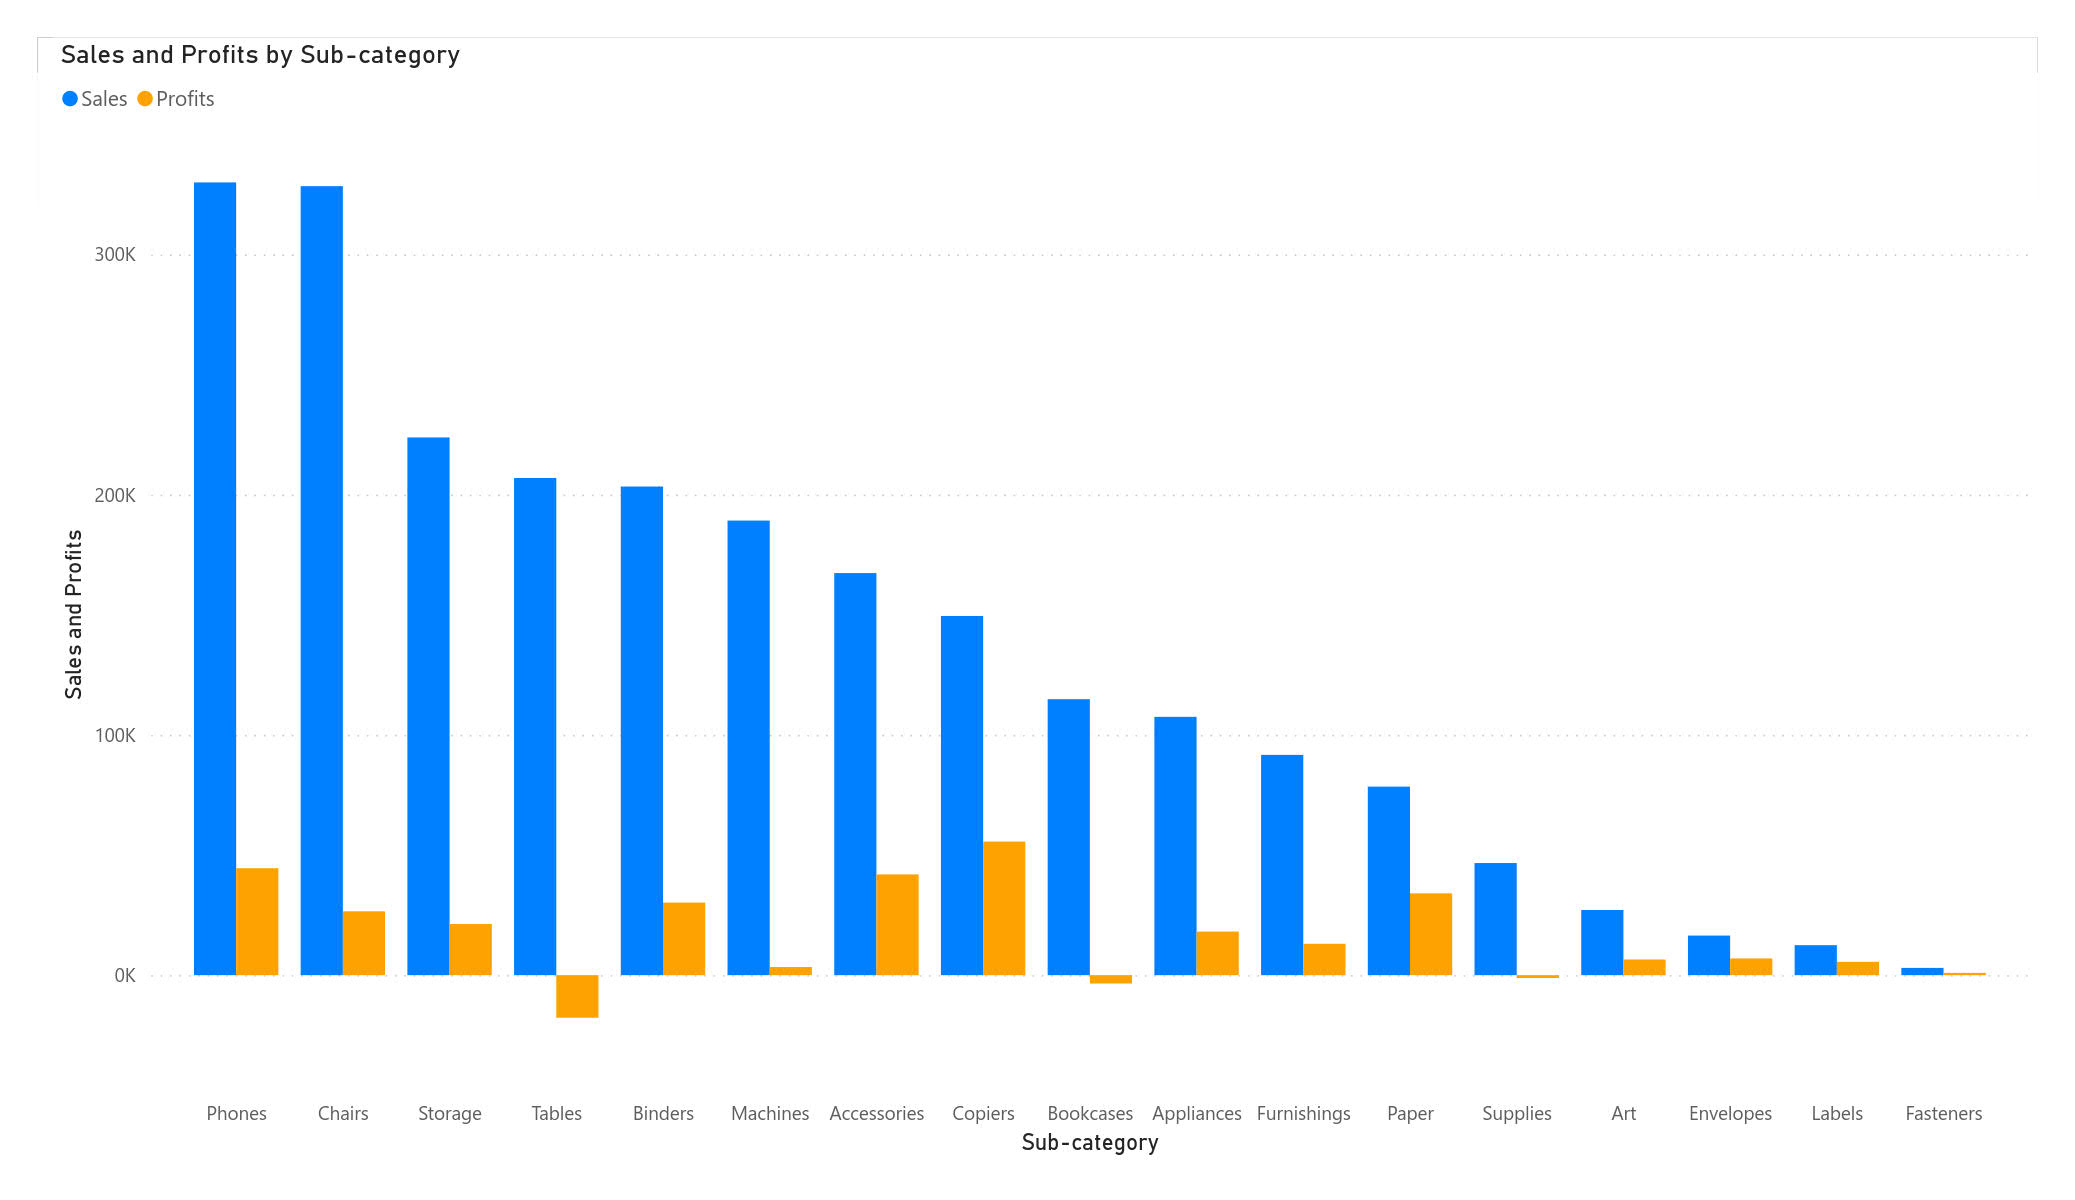 Sales and Profits by Sub-category
Sales Profits
300K
200K
100K
0K
Sales and Profits
Phones Chairs Storage Tables Binders Machines Accessories Copiers Bookcases Appliances Furnishings Paper Supplies Art Envelopes Labels Fasteners
Sub-category